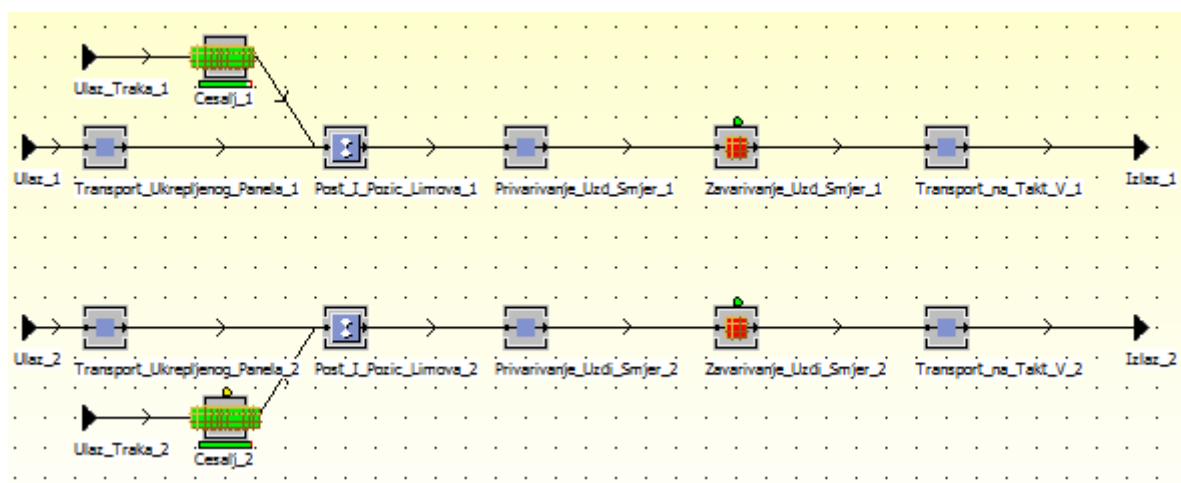 Ulaz_Traka_1
Cesalj_1
Ulaz_1
Transport_Ukrepljenog_Panela_1
Post_I_Pozic_Limova_1
Privarivanje_Uzd_Smjer_1
Zavarivanje_Uzd_Smjer_1
Transport_na_Takt_V_1
Izlaz_1
Ulaz_2
Transport_Ukrepljenog_Panela_2
Post_I_Pozic_Limova_2
Privarivanje_Uzdi_Smjer_2
Zavarivanje_Uzdi_Smjer_2
Transport_na_Takt_V_2
Izlaz_2
Ulaz_Traka_2
Cesalj_2